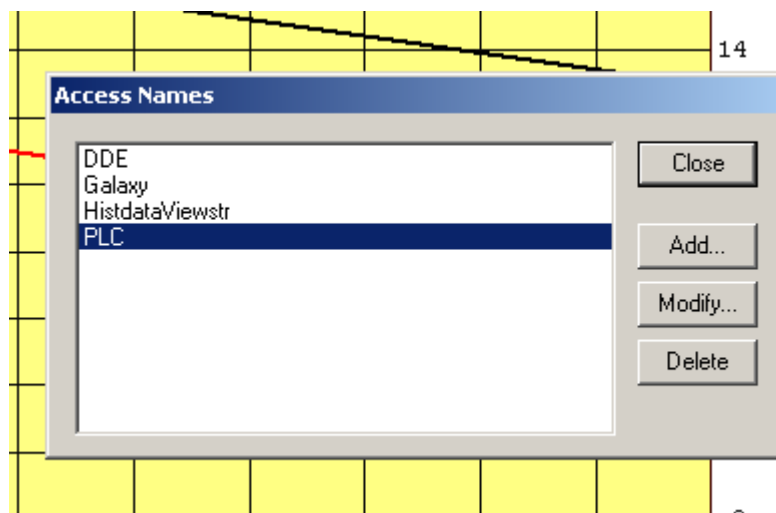 14
Access Names
DDE
Galaxy
HistdataViewstr
PLC
Close
Add...
Modify...
Delete